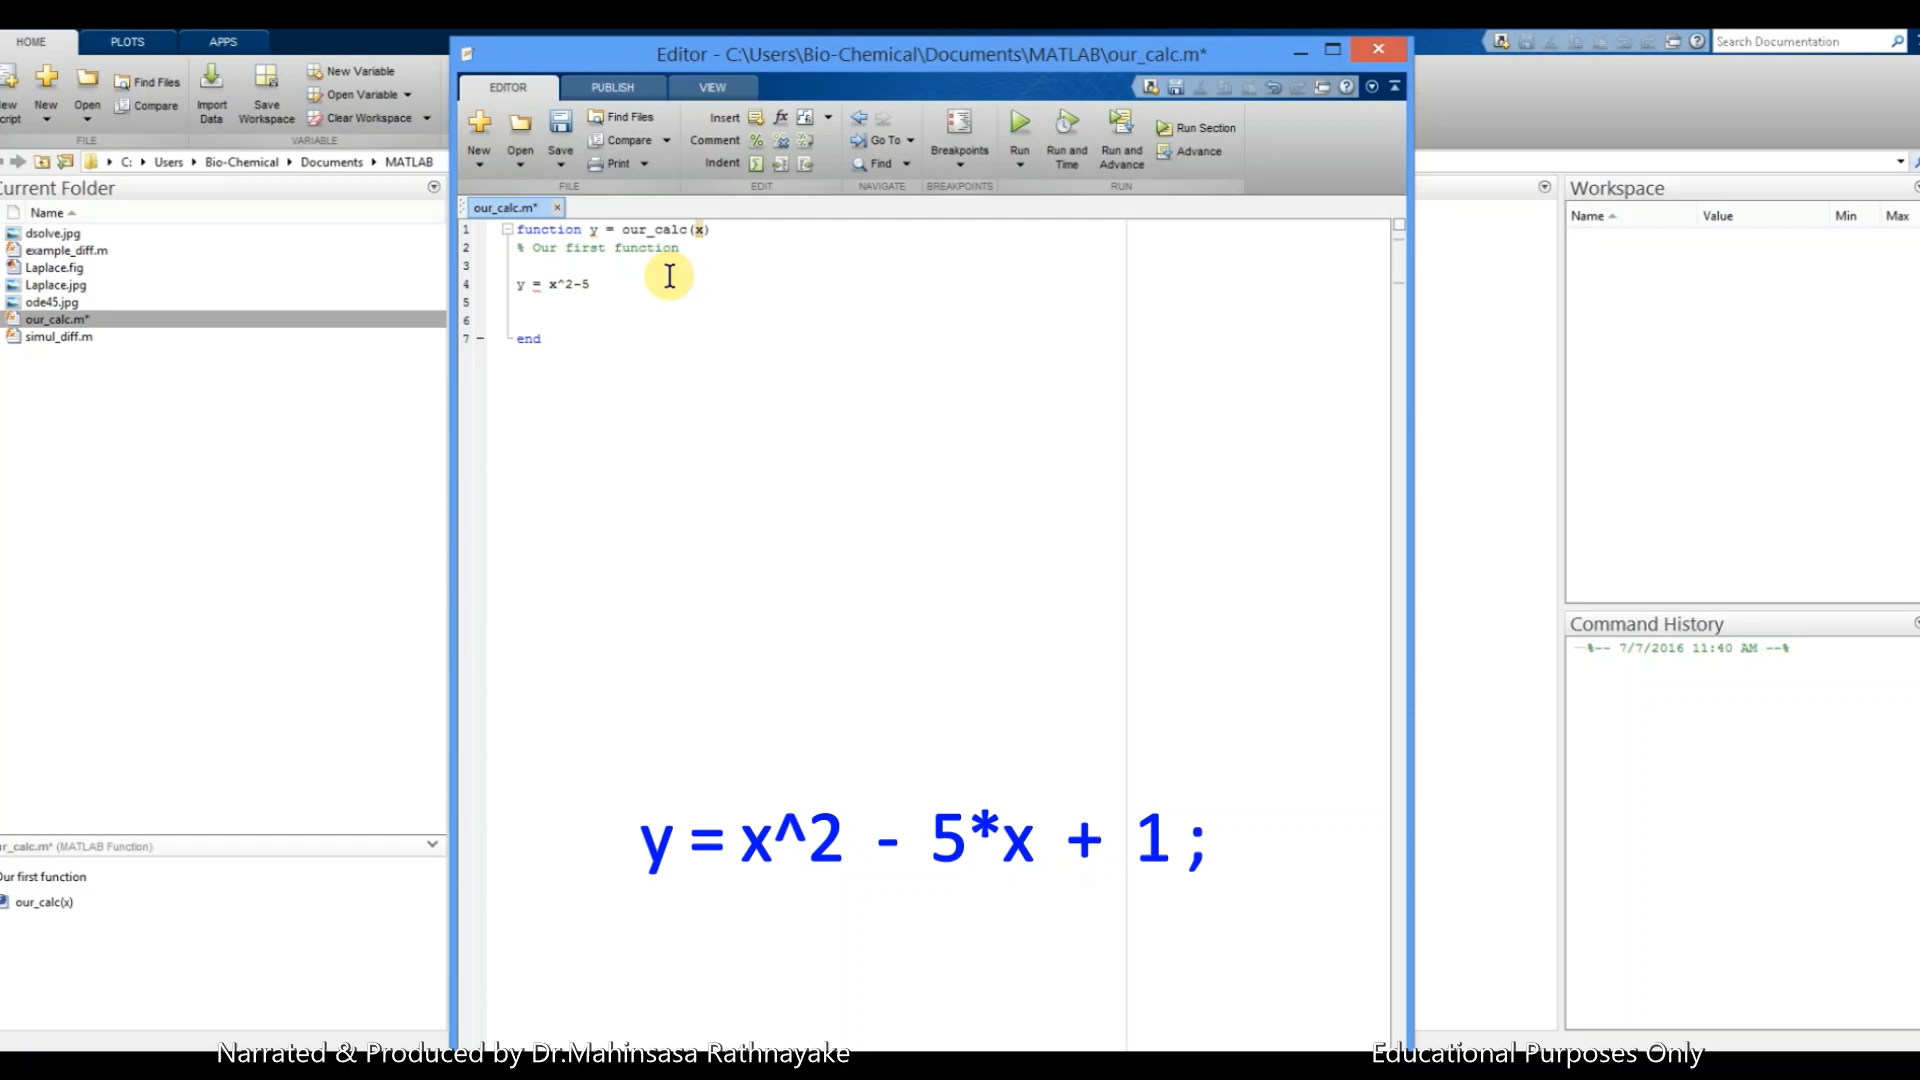 HOME PLOTS APPS
Editor - C:\Users\Bio-Chemical\Documents\MATLAB\our_calc.m*
Search Documentation
EDITOR PUBLISH VIEW
New Open Find Files Compare Import Data Save Workspace New Variable Open Variable Clear Workspace
FILE VARIABLE
New Open Save Find Files Compare Print
Insert Comment Indent
Go To Find
Breakpoints Run Run and Time Run and Advance Run Section Advance
FILE EDIT NAVIGATE BREAKPOINTS RUN
C: Users Bio-Chemical Documents MATLAB
Current Folder
Name
dsolve.jpg
example_diff.m
Laplace.fig
Laplace.jpg
ode45.jpg
our_calc.m*
simul_diff.m
our_calc.m*
1 function y = our_calc(x)
2 % Our first function
3
4 y = x^2-5
5
6
7 end
Workspace
Name Value Min Max
Command History
%-- 7/7/2016 11:40 AM --%
y = x^2 - 5*x + 1 ;
(MATLAB Function)
Our first function
our_calc(x)
Narrated & Produced by Dr.Mahinsasa Rathnayake
Educational Purposes Only